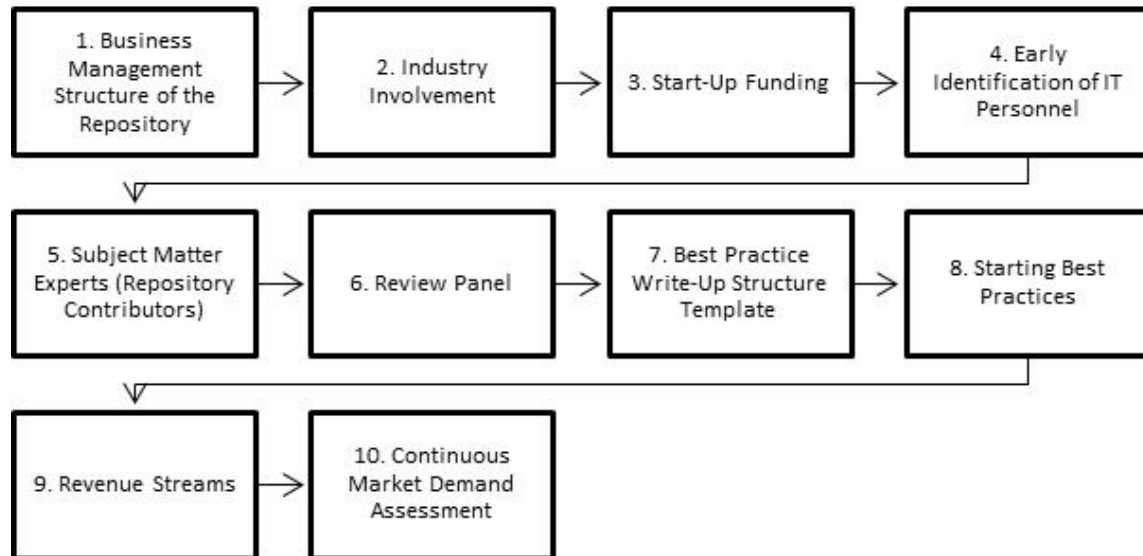 1. Business
Management
Structure of the
Repository
2. Industry
Involvement
3. Start-Up Funding
4. Early
Identification of IT
Personnel
5. Subject Matter
Experts (Repository
Contributors)
6. Review Panel
7. Best Practice
Write-Up Structure
Template
8. Starting Best
Practices
9. Revenue Streams
10. Continuous
Market Demand
Assessment